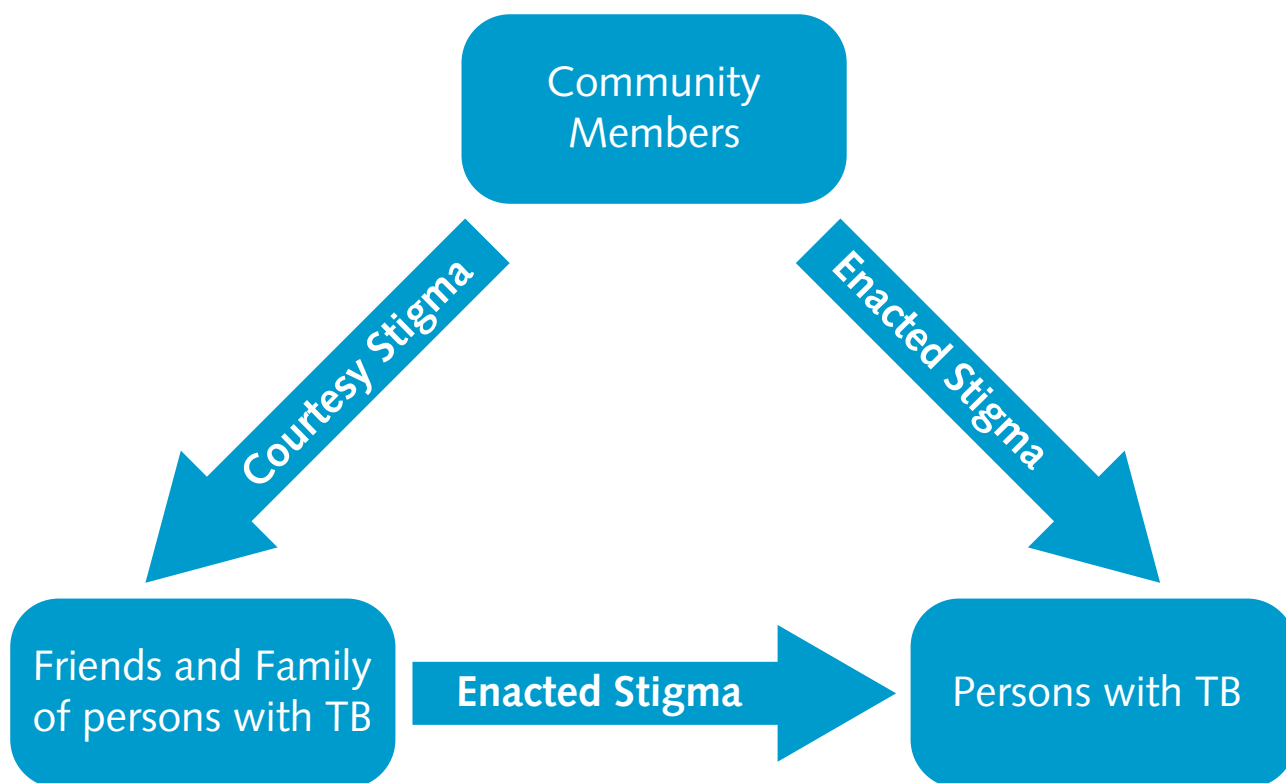 Community
Members
Courtesy Stigma
Enacted Stigma
Friends and Family
of persons with TB
Enacted Stigma
Persons with TB